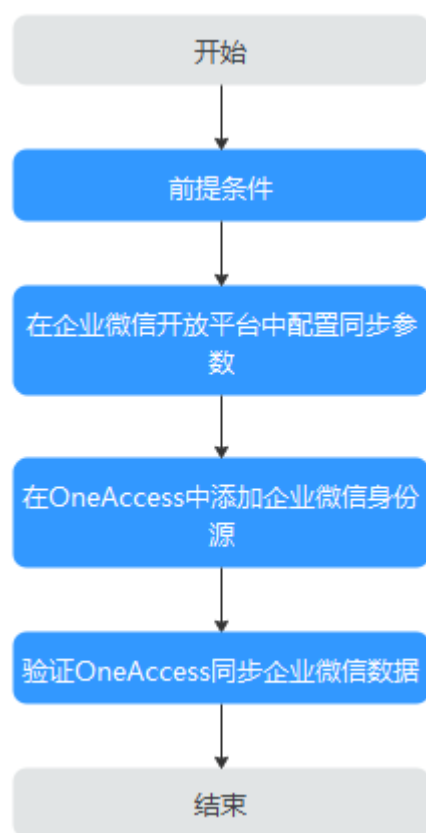 开始
前提条件
在企业微信开放平台中配置同步参
数
在OneAccess中添加企业微信身份
源
验证OneAccess同步企业微信数据
结束